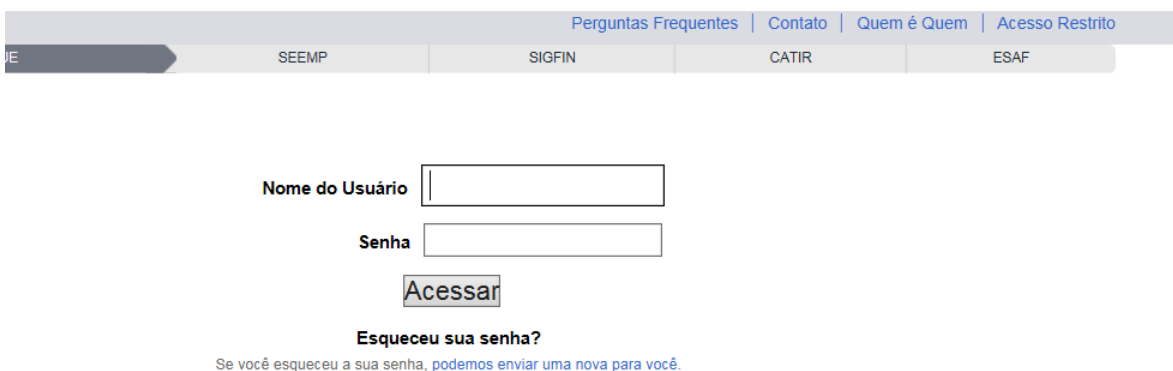 Perguntas Frequentes | Contato | Quem é Quem | Acesso Restrito
SEEMP SIGFIN CATIR ESAF
Nome do Usuário
Senha
Acessar
Esqueceu sua senha?
Se você esqueceu a sua senha, podemos enviar uma nova para você.